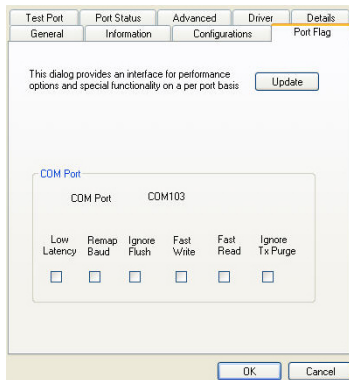 Test Port Port Status Advanced Driver Details
General Information Configurations Port Flag
This dialog provides an interface for performance
options and special functionality on a per port basis
Update
COM Port
COM Port COM103
Low Remap Ignore Fast Fast Ignore
Latency Baud Flush Write Read Tx Purge
OK Cancel